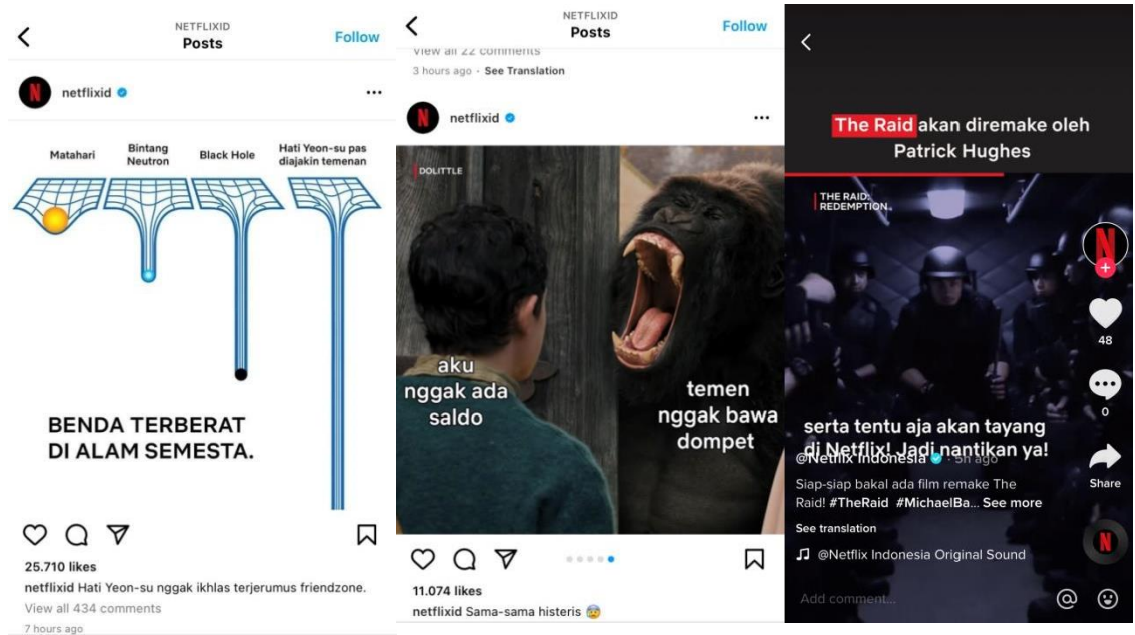 NETFLIXID
Posts
Follow
netflixid
Matahari
Bintang
Neutron
Black Hole
Hati Yeon-su pas
diajakin temenan
BENDA TERBERAT
DI ALAM SEMESTA.
25.710 likes
netflixid Hati Yeon-su nggak ikhlas terjerumus friendzone.
View all 434 comments
7 hours ago
NETFLIXID
Posts
Follow
View all 22 comments
3 hours ago · See Translation
netflixid
DOLITTLE
aku
nggak ada
saldo
temen
nggak bawa
dompet
11.074 likes
netflixid Sama-sama histeris 😰
The Raid akan diremake oleh
Patrick Hughes
THE RAID:
REDEMPTION
48
0
Share
serta tentu aja akan tayang
di Netflix! Jadi nantikan ya!
@Netflix Indonesia · 5h ago
Siap-siap bakal ada film remake The
Raid! #TheRaid #MichaelBa... See more
See translation
@Netflix Indonesia Original Sound
Add comment...